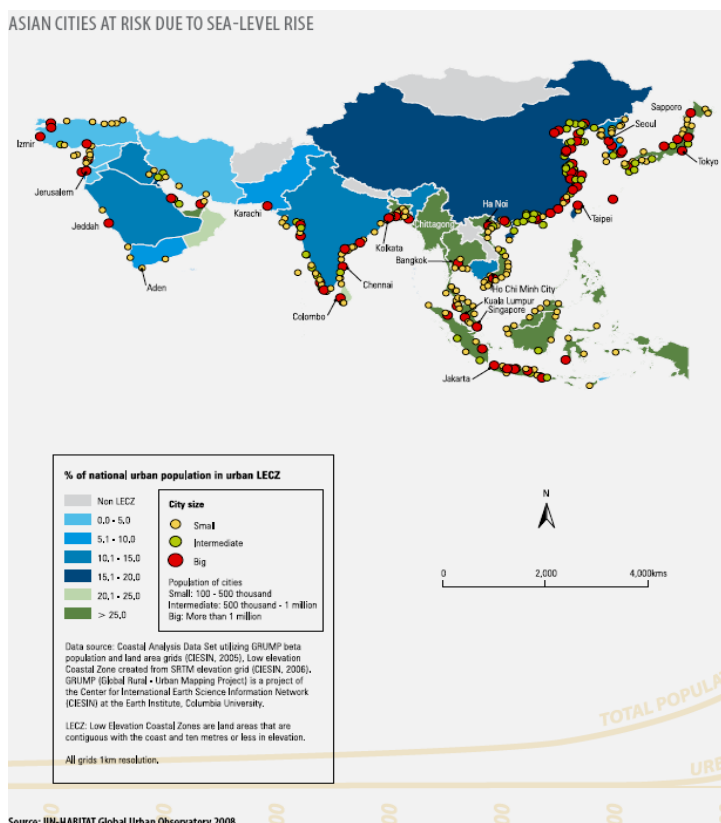 ASIAN CITIES AT RISK DUE TO SEA-LEVEL RISE
Sapporo
Seoul
Izmir
Tokyo
Jerusalem
Karachi
Ha Noi
Taipei
Jeddah
Chittagong
Kolkata
Bangkok
Chennai
Aden
Ho Chi Minh City
Kuala Lumpur
Singapore
Colombo
Jakarta
% of national urban population in urban LECZ
Non LECZ
0.0 - 5.0
5.1 - 10.0
10.1 - 15.0
15.1 - 20.0
20.1 - 25.0
> 25.0
City size
Small
Intermediate
Big
Population of cities
Small: 100 - 500 thousand
Intermediate: 500 thousand - 1 million
Big: More than 1 million
Data source: Coastal Analysis Data Set utilizing GRUMP beta
population and land area grids (CIESIN, 2005), Low elevation
Coastal Zone created from SRTM elevation grid (CIESIN, 2006).
GRUMP (Global Rural - Urban Mapping Project) is a project of
the Center for International Earth Science Information Network
(CIESIN) at the Earth Institute, Columbia University.
LECZ: Low Elevation Coastal Zones are land areas that are
contiguous with the coast and ten metres or less in elevation.
All grids 1km resolution.
N
0 2,000 4,000kms
TOTAL POPULA
URB
Source: UN-HABITAT Global Urban Observatory 2008